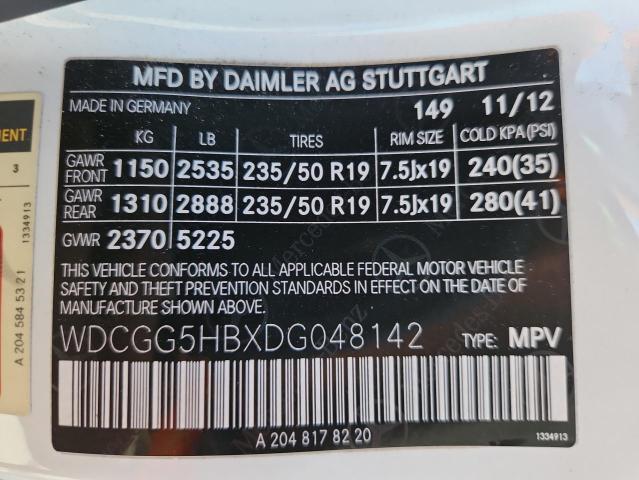 MFD BY DAIMLER AG STUTTGART
MADE IN GERMANY 149 11/12
KG LB TIRES RIM SIZE COLD KPA(PSI)
GAWR FRONT 1150 2535 235/50 R19 7.5Jx19 240(35)
GAWR REAR 1310 2888 235/50 R19 7.5Jx19 280(41)
GVWR 2370 5225
THIS VEHICLE CONFORMS TO ALL APPLICABLE FEDERAL MOTOR VEHICLE
SAFETY AND THEFT PREVENTION STANDARDS IN EFFECT ON THE DATE OF
MANUFACTURE SHOWN ABOVE.
WDCGG5HBXDG048142 TYPE: MPV
A 204 817 82 20
1334913
3
1334913
A 204 584 53 21